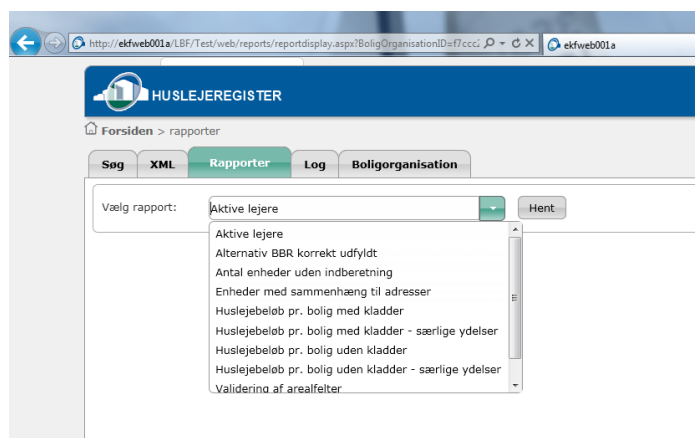 http://ekfweb001a/LBF/Test/web/reports/reportdisplay.aspx?BoligOrganisationID=f7ccc2
ekfweb001a
HUSLEJEREGISTER
Forsiden > rapporter
Søg XML Rapporter Log Boligorganisation
Vælg rapport: Aktive lejere Hent
Aktive lejere
Alternativ BBR korrekt udfyldt
Antal enheder uden indberetning
Enheder med sammenhæng til adresser
Huslejebeløb pr. bolig med kladder
Huslejebeløb pr. bolig med kladder - særlige ydelser
Huslejebeløb pr. bolig uden kladder
Huslejebeløb pr. bolig uden kladder - særlige ydelser
Validering af arealfelter